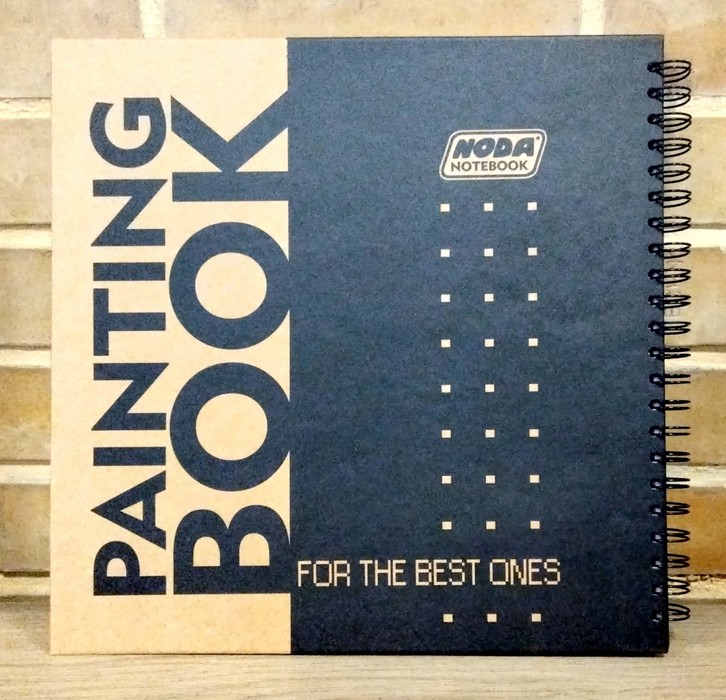 PAINTING
BOOK
NODA
NOTEBOOK
FOR THE BEST ONES